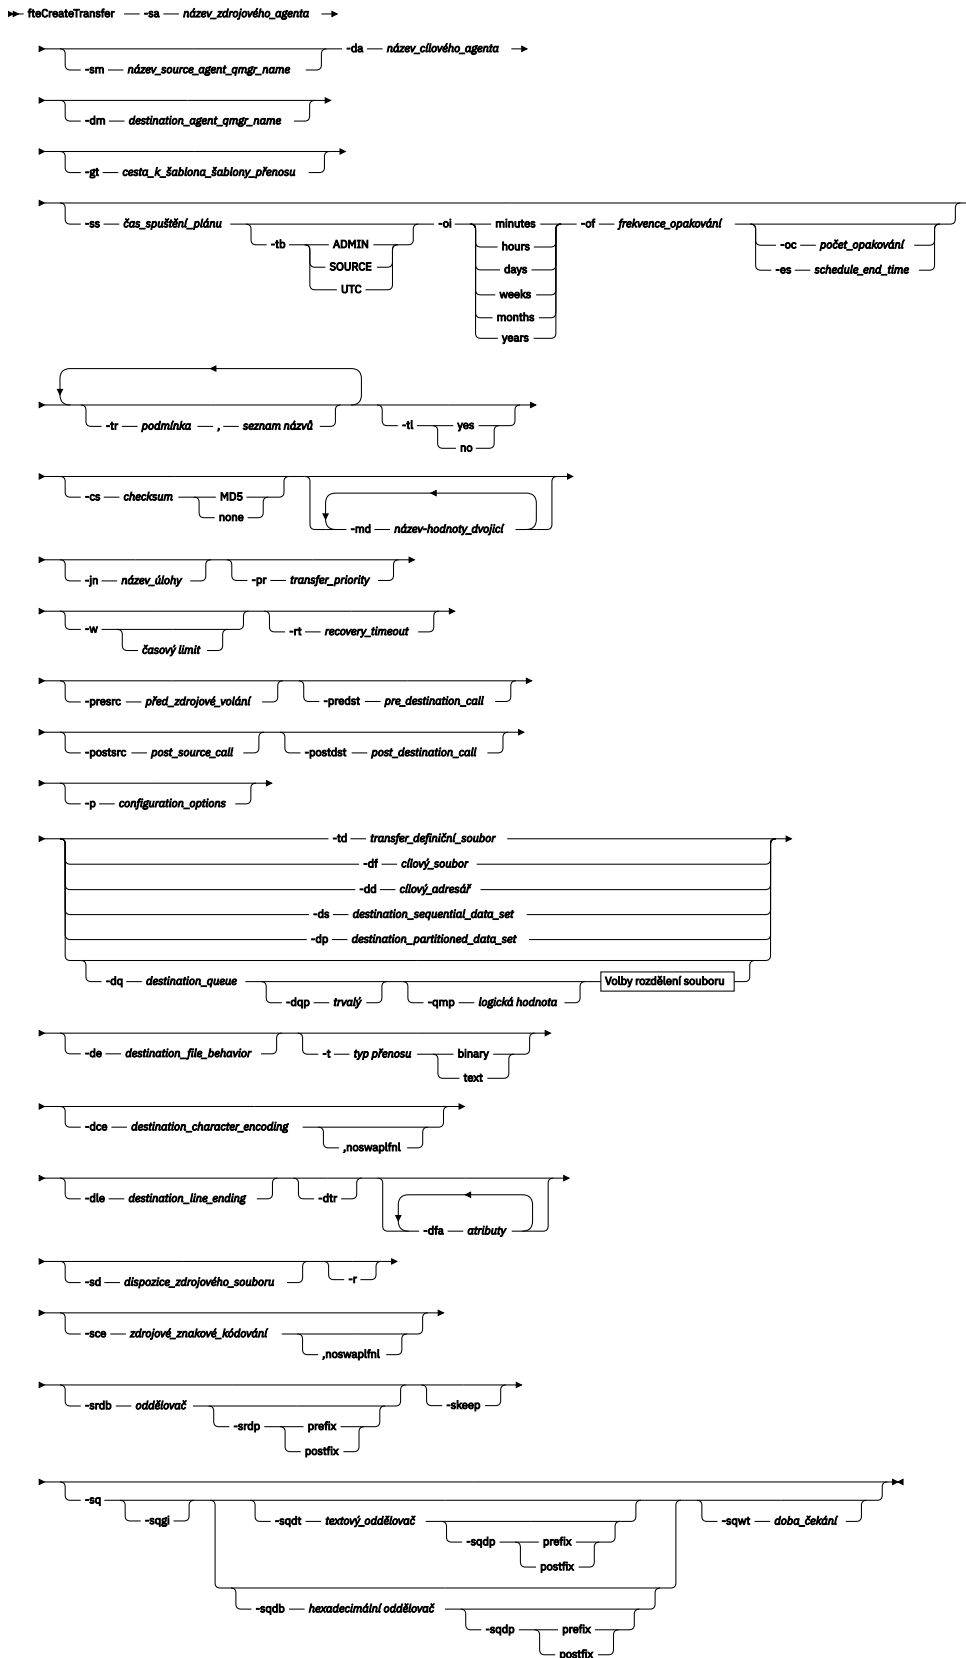 fteCreateTransfer -sa název_zdrojového_agenta
-da název_cílového_agenta
-sm název_source_agent_qmgr_name
-dm destination_agent_qmgr_name
-gt cesta_k_šablona_šablony_přenosu
-ss čas_spuštění_plánu -oi minutes -of frekvence_opakování
-tb ADMIN hours -oc počet_opakování
SOURCE days -es schedule_end_time
UTC weeks
months
years
-tr podmínka , seznam názvů -tl yes
no
-cs checksum MD5
none
-md název-hodnoty_dvojicí
-jn název_úlohy -pr transfer_priority
-w
-rt recovery_timeout
časový limit
-presrc před_zdrojové_volání -predst pre_destination_call
-postsrc post_source_call -postdst post_destination_call
-p configuration_options
-td transfer_definiční_soubor
-df cílový_soubor
-dd cílový_adresář
-ds destination_sequential_data_set
-dp destination_partitioned_data_set
-dq destination_queue Volby rozdělení souboru
-dqp trvalý -qmp logická hodnota
-de destination_file_behavior -t typ přenosu binary
text
-dce destination_character_encoding
,noswaplfnl
-dle destination_line_ending -dtr
-dfa atributy
-sd dispozice_zdrojového_souboru -r
-sce zdrojové_znakové_kódování
,noswaplfnl
-srdb oddělovač -skeep
-srdp prefix
postfix
-sq
-sqgi -sqdt textový_oddělovač -sqwt doba_čekání
-sqdp prefix
postfix
-sqdb hexadecimální oddělovač
-sqdp prefix
postfix